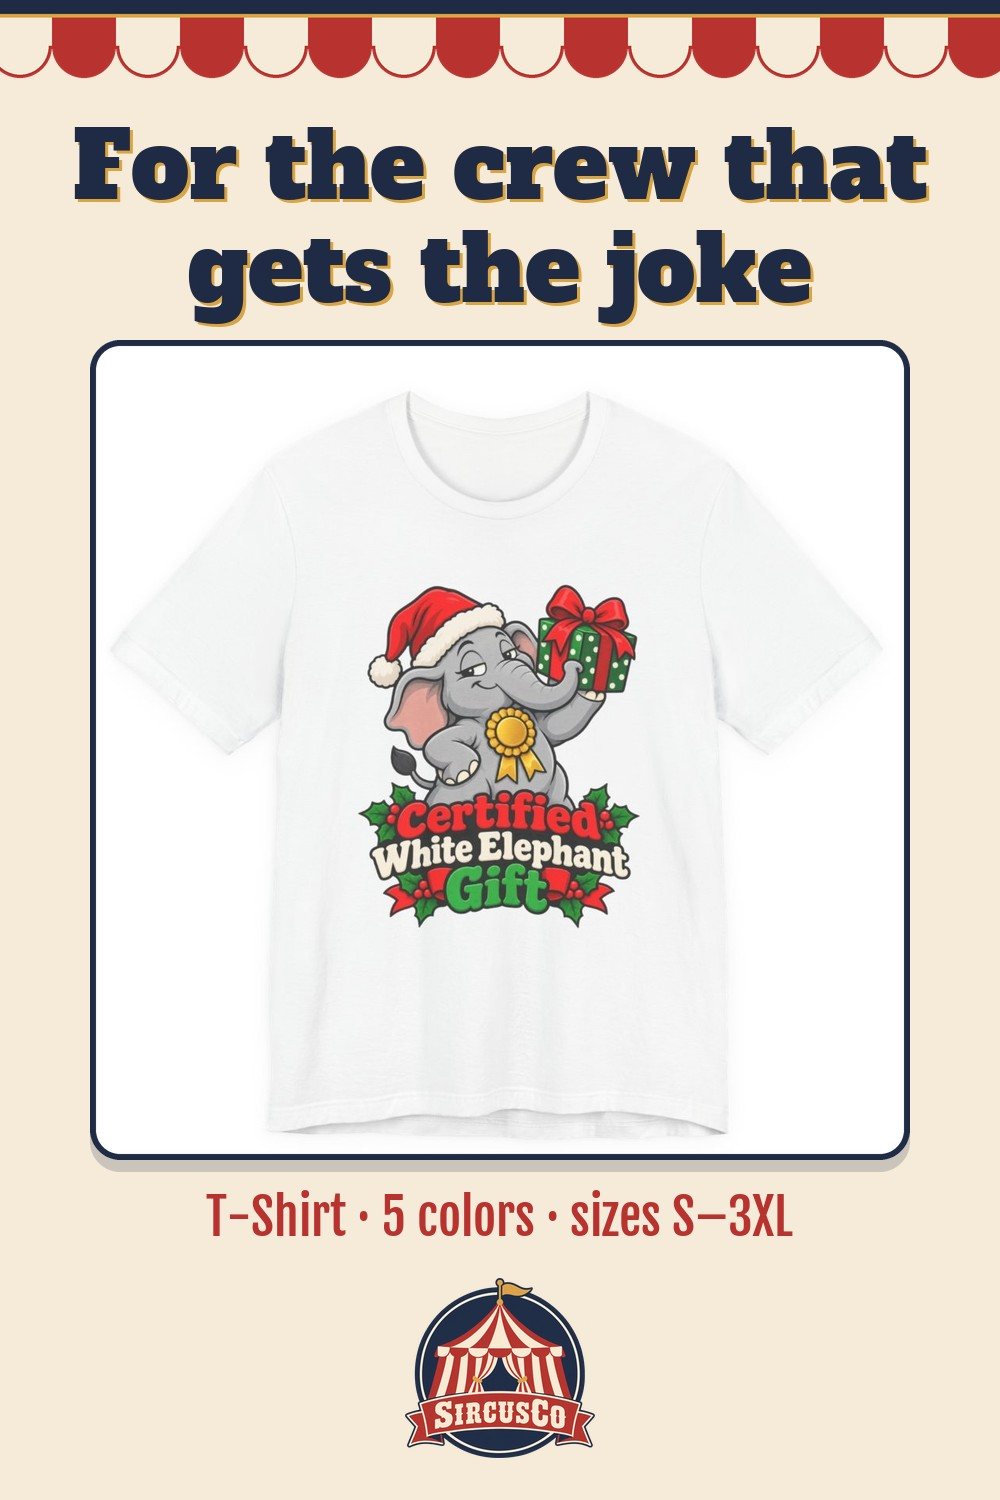 For the crew that
gets the joke
Certified
White Elephant
Gift
T-Shirt · 5 colors · sizes S–3XL
SIRCUSCO